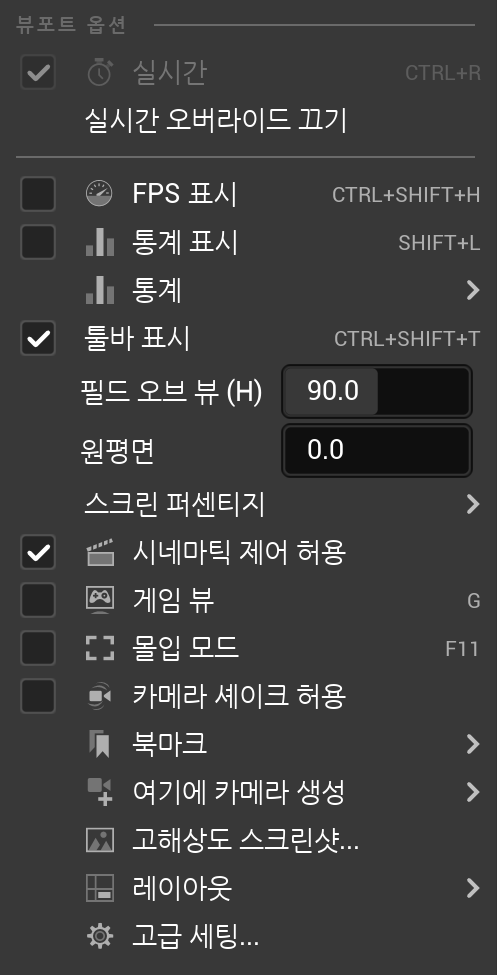 뷰포트 옵션
실시간 CTRL+R
실시간 오버라이드 끄기
FPS 표시 CTRL+SHIFT+H
통계 표시 SHIFT+L
통계
툴바 표시 CTRL+SHIFT+T
필드 오브 뷰 (H) 90.0
원평면 0.0
스크린 퍼센티지
시네마틱 제어 허용
게임 뷰 G
몰입 모드 F11
카메라 셰이크 허용
북마크
여기에 카메라 생성
고해상도 스크린샷...
레이아웃
고급 세팅...